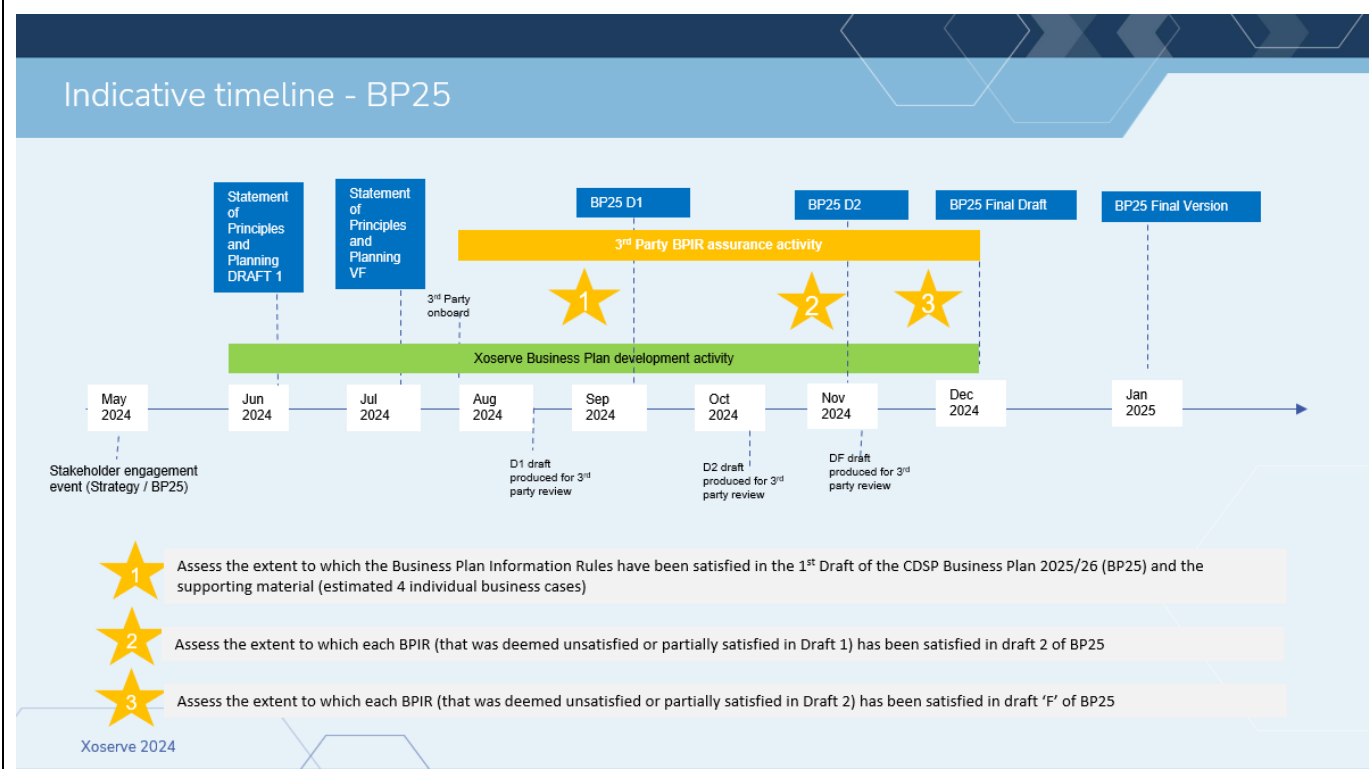 Indicative timeline - BP25
Statement
of
Principles
and
Planning
DRAFT 1
Statement
of
Principles
and
Planning
VF
BP25 D1
BP25 D2
BP25 Final Draft
BP25 Final Version
3rd Party BPIR assurance activity
3rd Party
onboard
1
2
3
Xoserve Business Plan development activity
May
2024
Jun
2024
Jul
2024
Aug
2024
Sep
2024
Oct
2024
Nov
2024
Dec
2024
Jan
2025
Stakeholder engagement
event (Strategy / BP25)
D1 draft
produced for 3rd
party review
D2 draft
produced for 3rd
party review
DF draft
produced for 3rd
party review
1
Assess the extent to which the Business Plan Information Rules have been satisfied in the 1st Draft of the CDSP Business Plan 2025/26 (BP25) and the
supporting material (estimated 4 individual business cases)
2
Assess the extent to which each BPIR (that was deemed unsatisfied or partially satisfied in Draft 1) has been satisfied in draft 2 of BP25
3
Assess the extent to which each BPIR (that was deemed unsatisfied or partially satisfied in Draft 2) has been satisfied in draft 'F' of BP25
Xoserve 2024